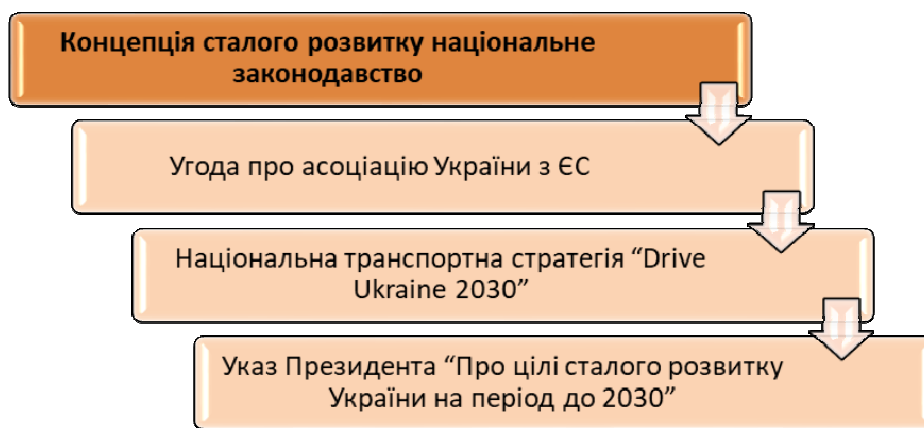 Концепція сталого розвитку національне
законодавство
Угода про асоціацію України з ЄС
Національна транспортна стратегія “Drive
Ukraine 2030”
Указ Президента “Про цілі сталого розвитку
України на період до 2030”